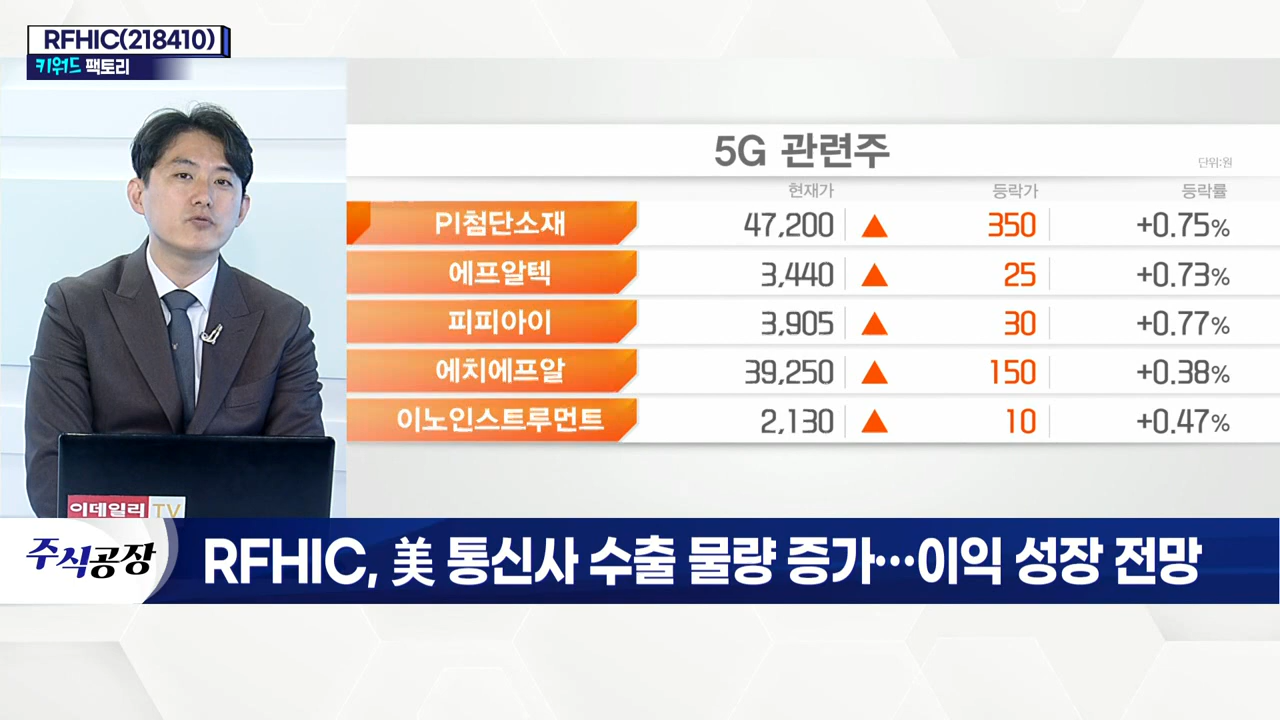 RFHIC(218410)
키워드 팩토리
5G 관련주
단위:원
현재가 등락가 등락률
PI첨단소재 47,200 ▲ 350 +0.75%
에프알텍 3,440 ▲ 25 +0.73%
피피아이 3,905 ▲ 30 +0.77%
에치에프알 39,250 ▲ 150 +0.38%
이노인스트루먼트 2,130 ▲ 10 +0.47%
이데일리 TV
주식공장
RFHIC, 美 통신사 수출 물량 증가…이익 성장 전망